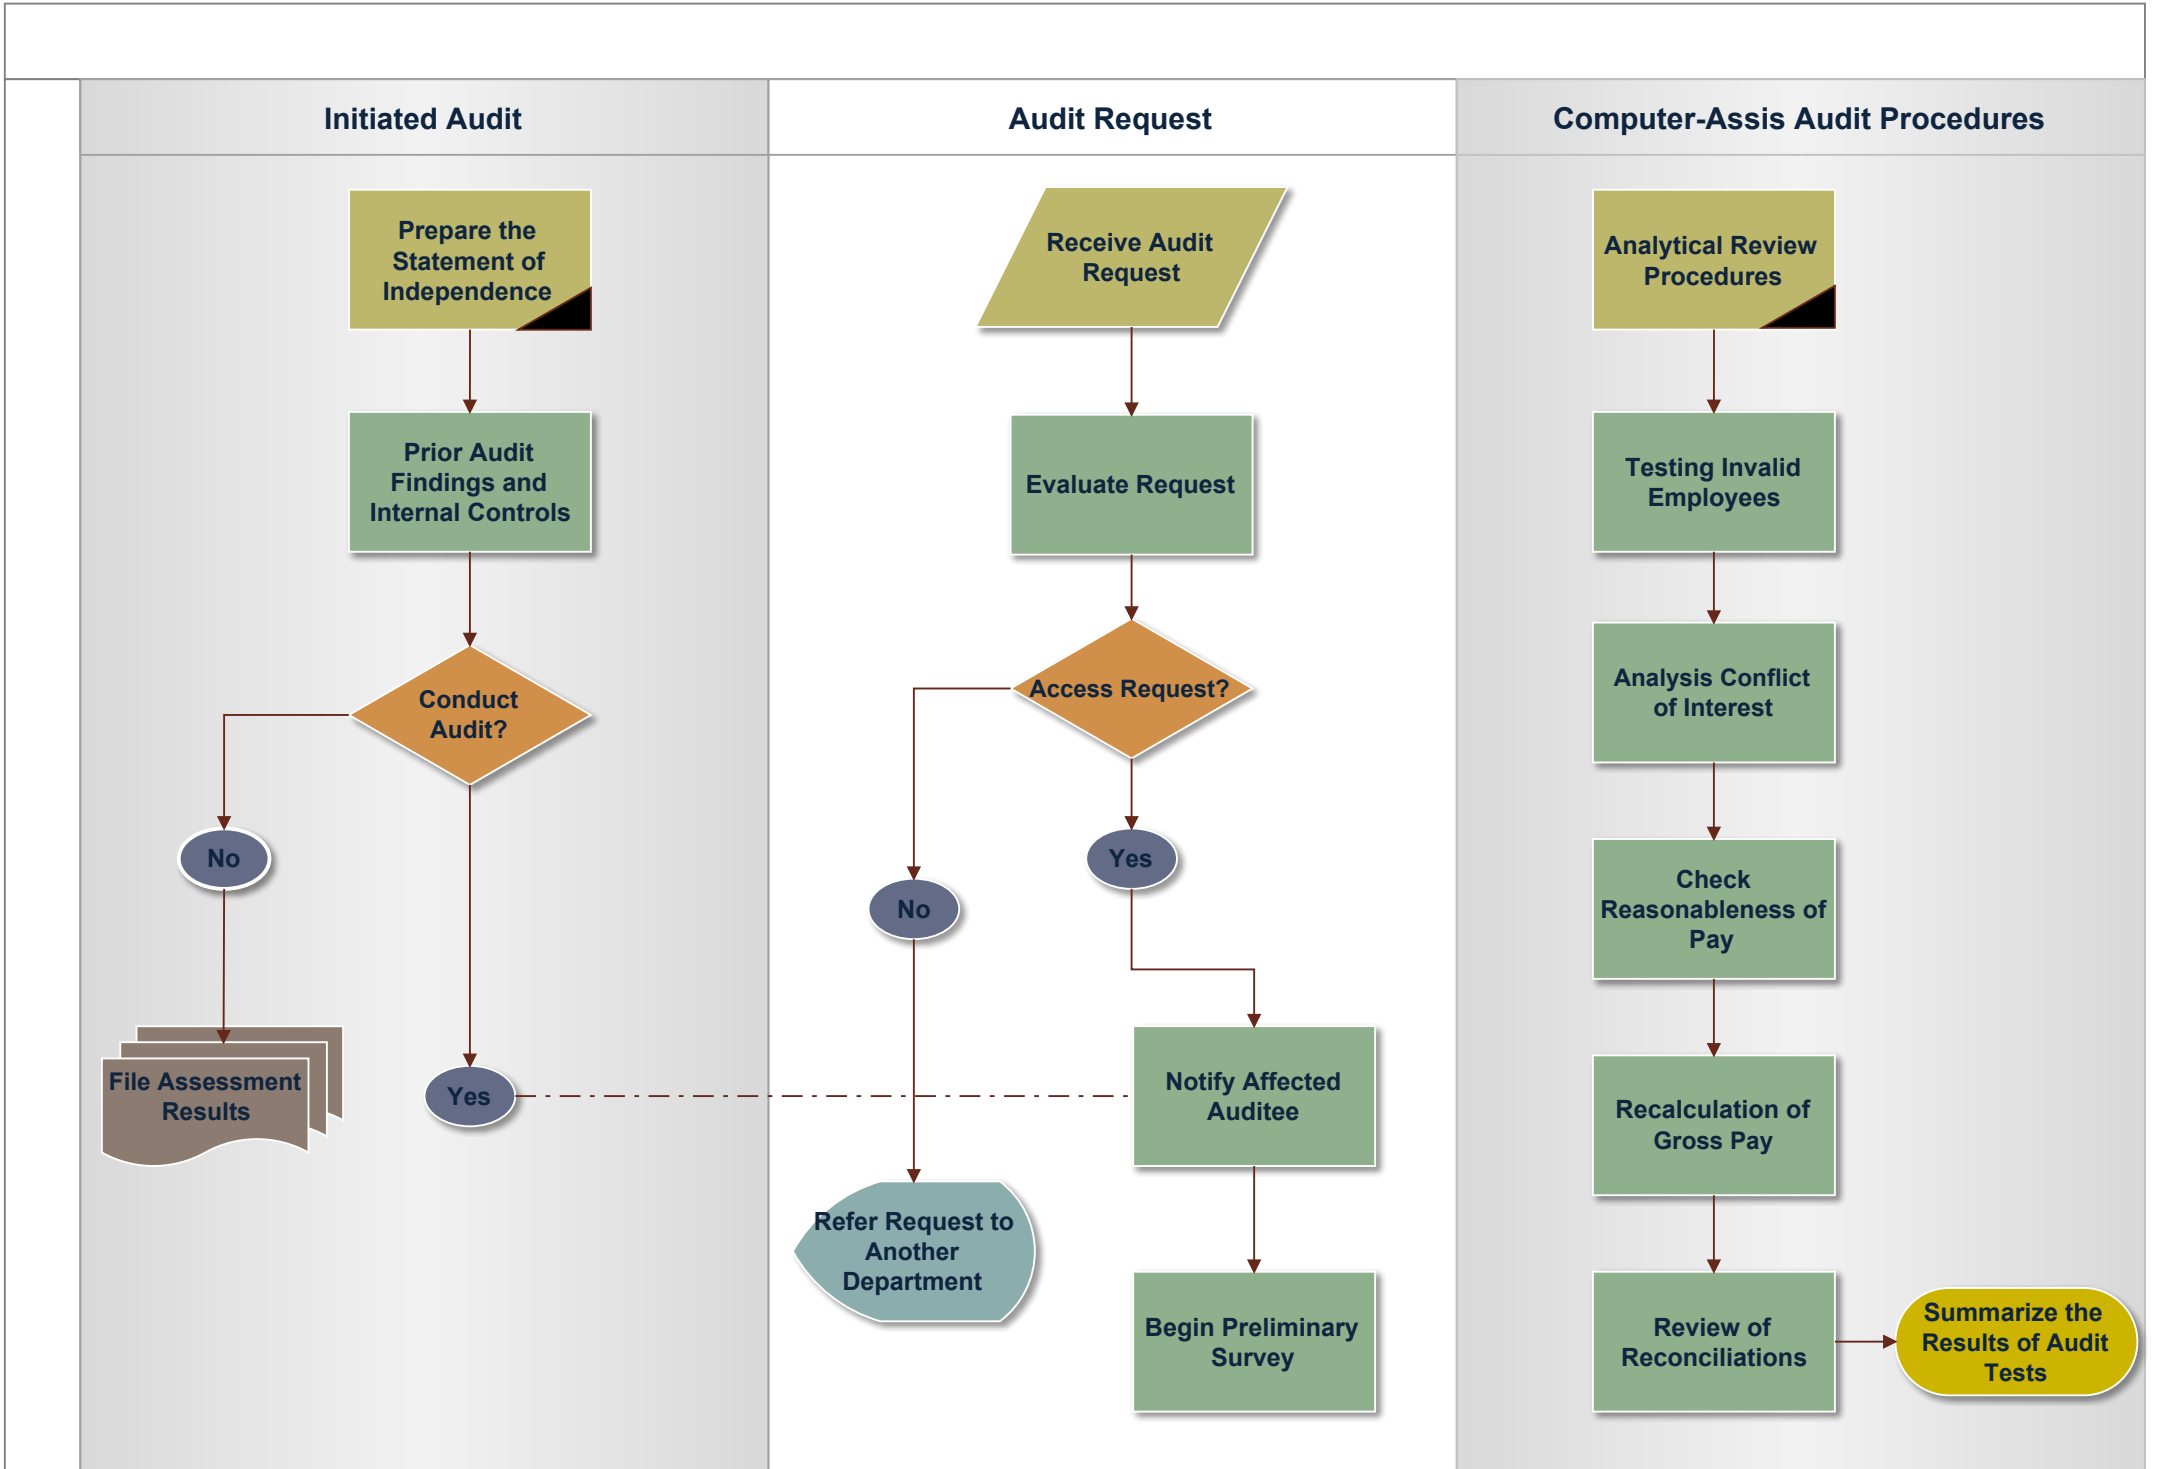 Initiated Audit
Audit Request
Computer-Assis Audit Procedures
Prepare the
Statement of
Independence
Prior Audit
Findings and
Internal Controls
Conduct
Audit?
No
Yes
File Assessment
Results
Receive Audit
Request
Evaluate Request
Access Request?
Yes
No
Notify Affected
Auditee
Refer Request to
Another
Department
Begin Preliminary
Survey
Analytical Review
Procedures
Testing Invalid
Employees
Analysis Conflict
of Interest
Check
Reasonableness of
Pay
Recalculation of
Gross Pay
Review of
Reconciliations
Summarize the
Results of Audit
Tests